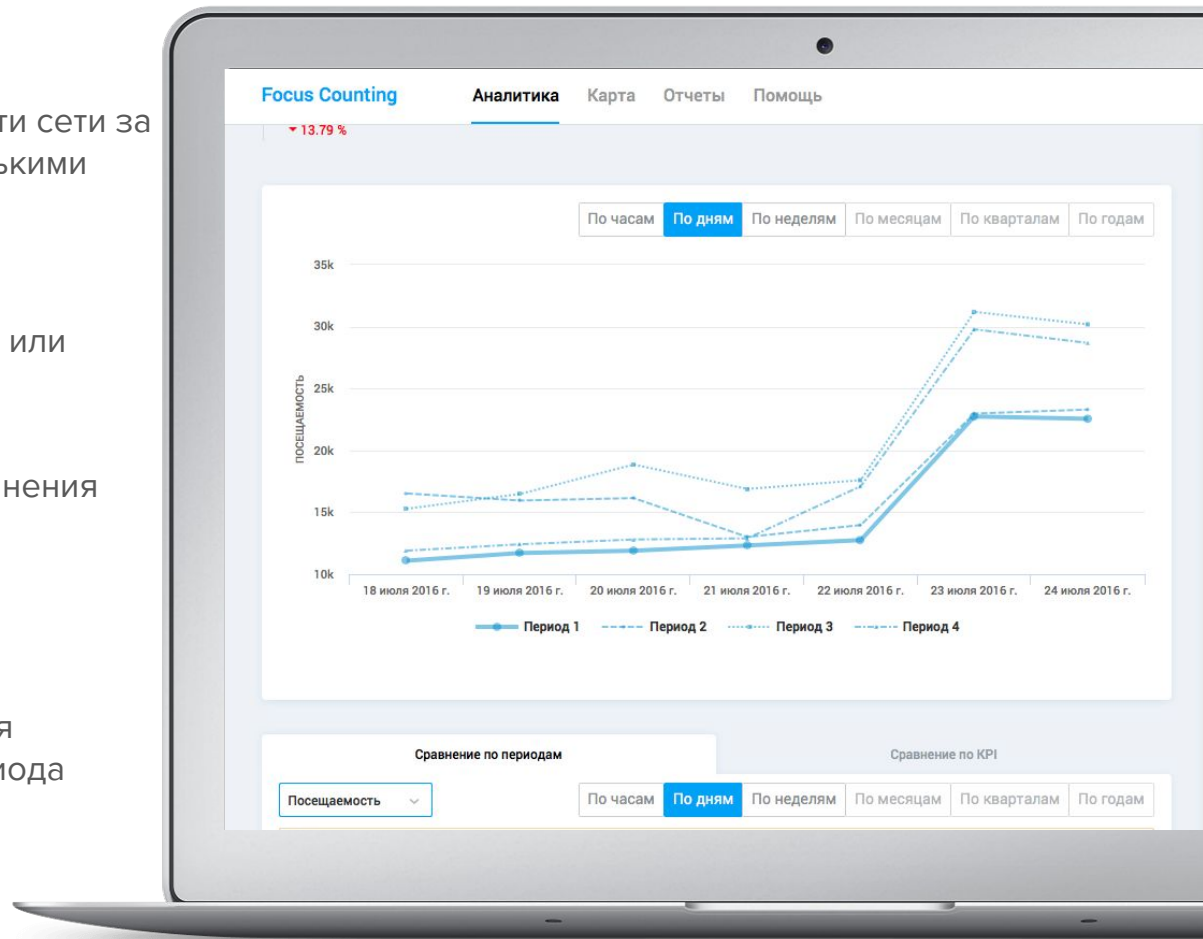 ти сети за
ькими
или
нения
я
иода
Focus Counting Аналитика Карта Отчеты Помощь
13.79 %
По часам По дням По неделям По месяцам По кварталам По годам
35k
30k
25k
20k
15k
10k
ПОСЕЩАЕМОСТЬ
18 июля 2016 г. 19 июля 2016 г. 20 июля 2016 г. 21 июля 2016 г. 22 июля 2016 г. 23 июля 2016 г. 24 июля 2016 г.
Период 1 Период 2 Период 3 Период 4
Сравнение по периодам Сравнение по KPI
Посещаемость По часам По дням По неделям По месяцам По кварталам По годам